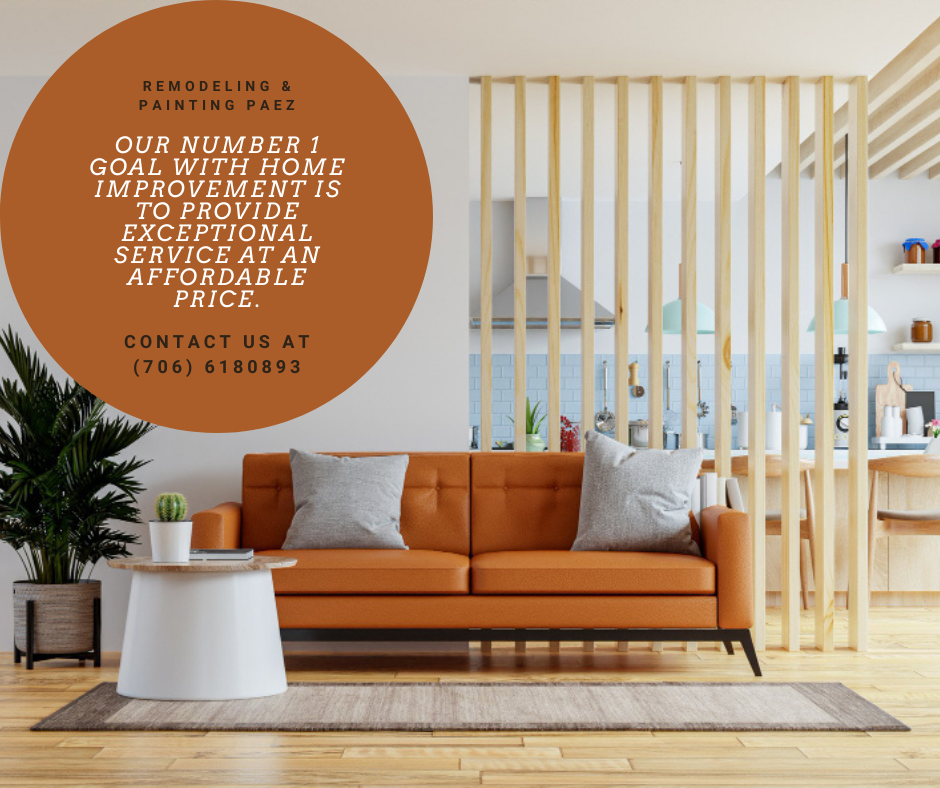 REMODELING &
PAINTING PAEZ
OUR NUMBER 1
GOAL WITH HOME
IMPROVEMENT IS
TO PROVIDE
EXCEPTIONAL
SERVICE AT AN
AFFORDABLE
PRICE.
CONTACT US AT
(706) 6180893